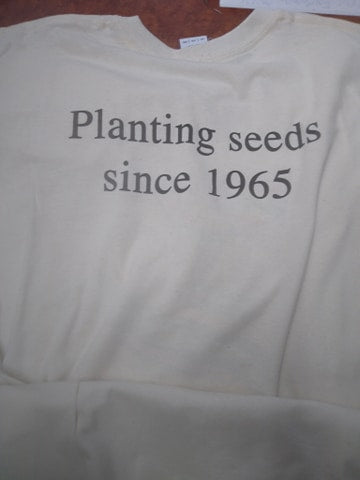 Planting seeds
since 1965